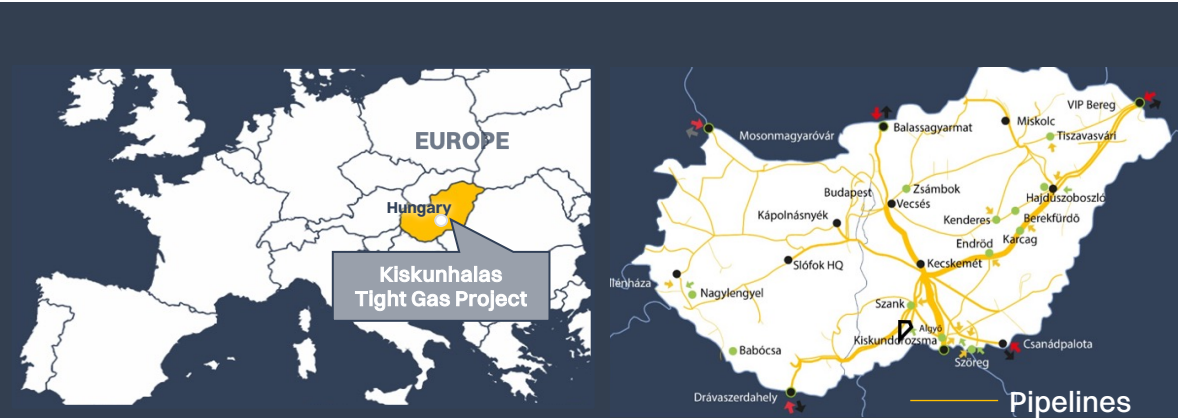 EUROPE
Hungary
Kiskunhalas
Tight Gas Project
VIP Bereg
Miskolc
Balassagyarmat
Mosonmagyaróvár
Tiszavasvári
Budapest
Zsámbok
Hajdúszoboszló
Vecsés
Kápolnásnyék
Kenderes
Berekfürdő
Karcag
Endrőd
Kecskemét
Slófok HQ
Nagylengyel
Szank
Algyő
Kiskundorozsma
Csanádpalota
Babócsa
Szőreg
Drávaszerdahely
Pipelines